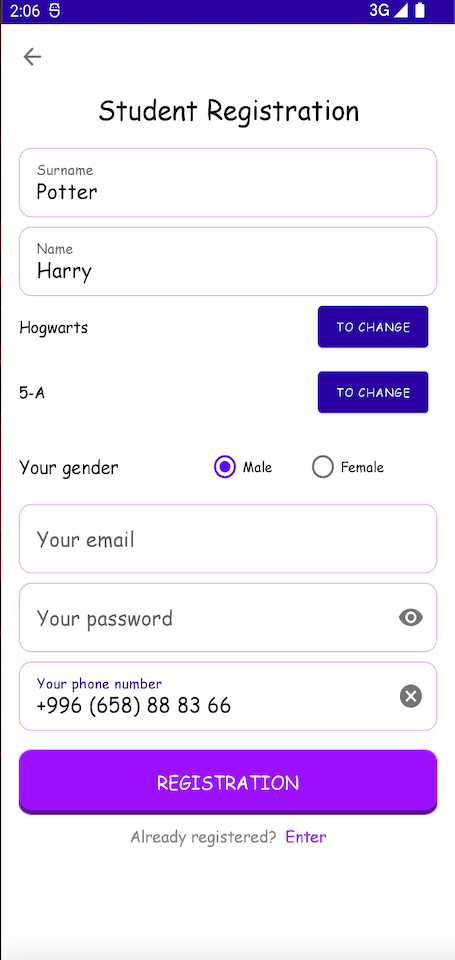 2:06 3G
Student Registration
Surname
Potter
Name
Harry
Hogwarts TO CHANGE
5-A TO CHANGE
Your gender Male Female
Your email
Your password
Your phone number
+996 (658) 88 83 66
REGISTRATION
Already registered? Enter